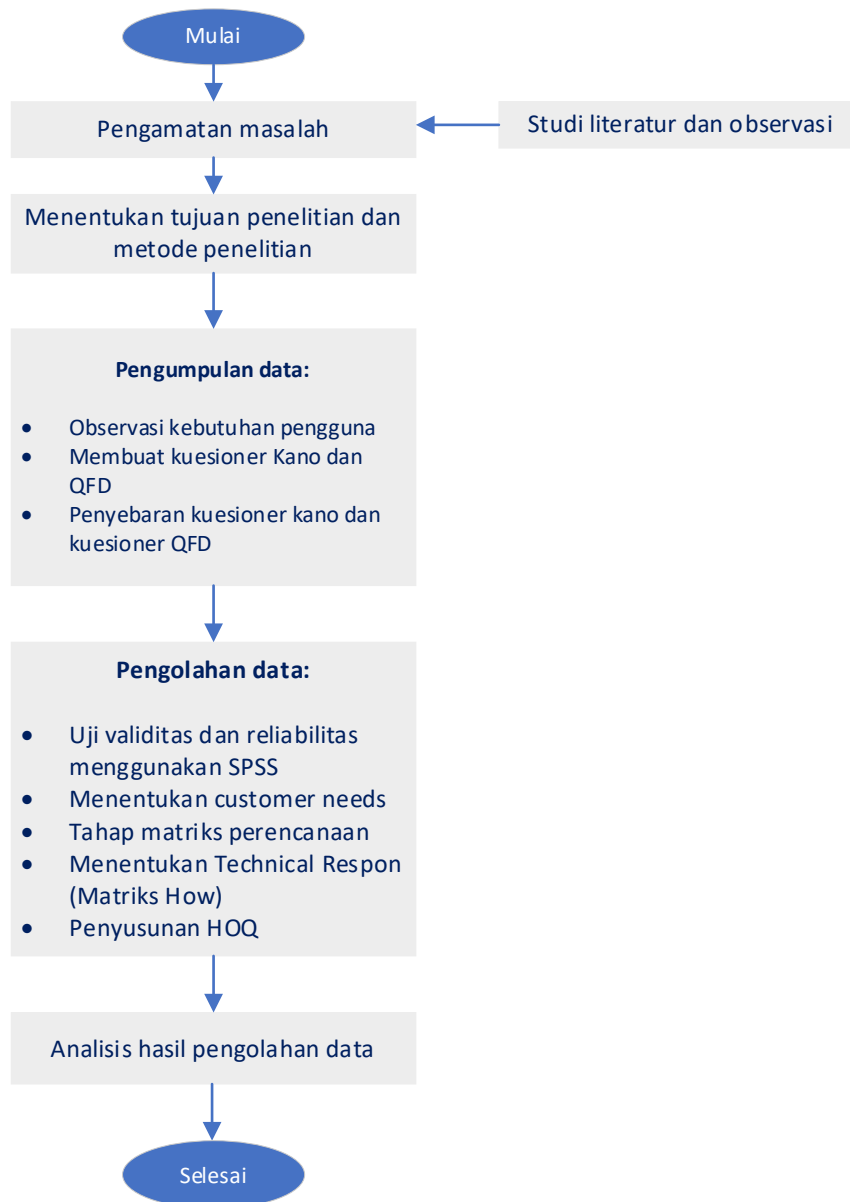 Mulai
Pengamatan masalah
Studi literatur dan observasi
Menentukan tujuan penelitian dan
metode penelitian
Pengumpulan data:
• Observasi kebutuhan pengguna
• Membuat kuesioner Kano dan
QFD
• Penyebaran kuesioner kano dan
kuesioner QFD
Pengolahan data:
• Uji validitas dan reliabilitas
menggunakan SPSS
• Menentukan customer needs
• Tahap matriks perencanaan
• Menentukan Technical Respon
(Matriks How)
• Penyusunan HOQ
Analisis hasil pengolahan data
Selesai